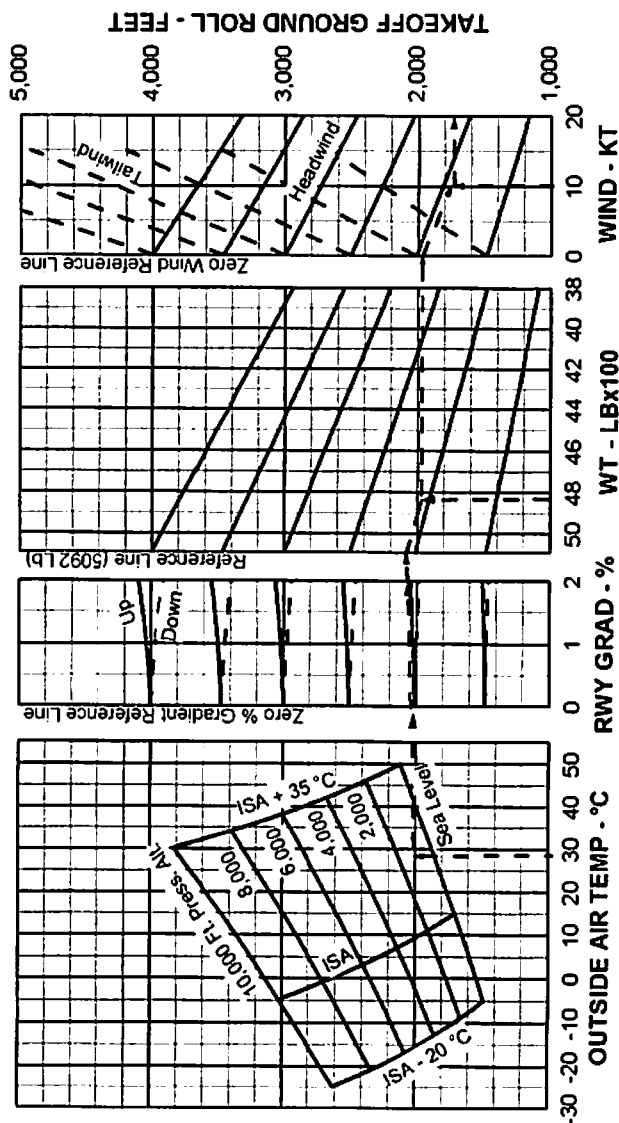 TAKEOFF GROUND ROLL - FEET
5,000
4,000
3,000
2,000
1,000
Tailwind
Headwind
Zero Wind Reference Line
0
10
20
WIND - KT
Reference Line (5092 Lb)
50
48
46
44
42
40
38
WT - LBx100
Up
Down
Zero % Gradient Reference Line
0
1
2
RWY GRAD - %
10,000 Ft. Press. Alt.
8,000
6,000
4,000
2,000
Sea Level
ISA + 35 °C
ISA
ISA - 20 °C
-30
-20
-10
0
10
20
30
40
50
OUTSIDE AIR TEMP - °C